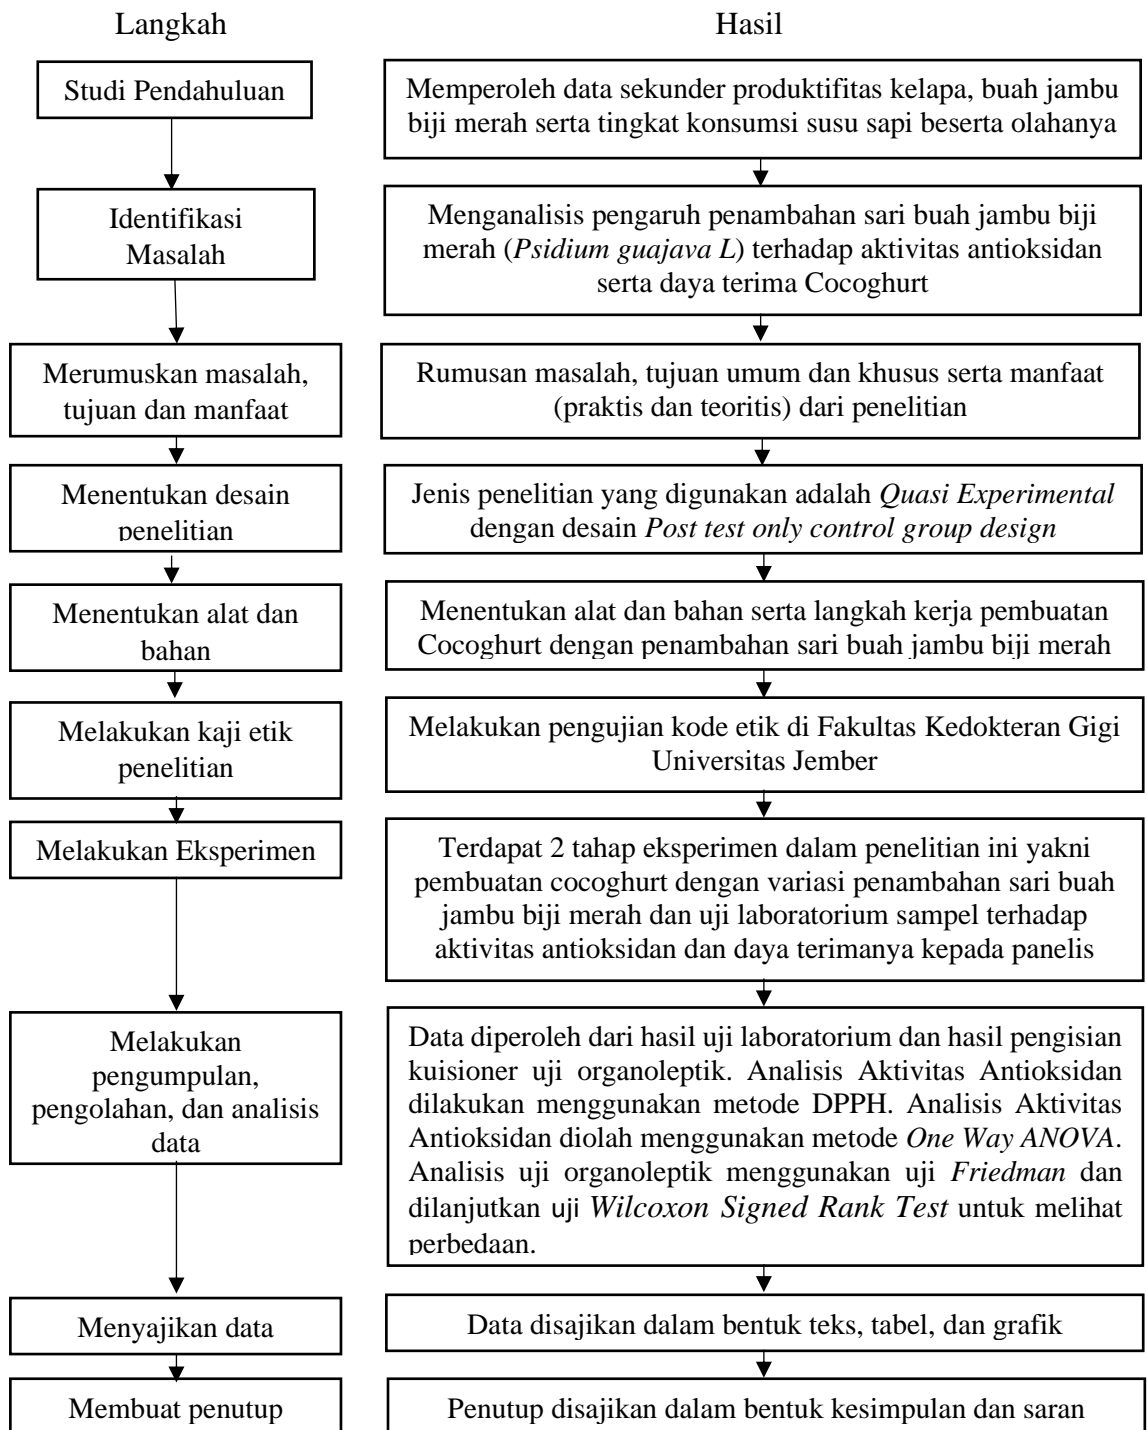 Langkah
Hasil
Studi Pendahuluan
Memperoleh data sekunder produktifitas kelapa, buah jambu
biji merah serta tingkat konsumsi susu sapi beserta olahanya
Identifikasi
Masalah
Menganalisis pengaruh penambahan sari buah jambu biji
merah (Psidium guajava L) terhadap aktivitas antioksidan
serta daya terima Cocoghurt
Merumuskan masalah,
tujuan dan manfaat
Rumusan masalah, tujuan umum dan khusus serta manfaat
(praktis dan teoritis) dari penelitian
Menentukan desain
penelitian
Jenis penelitian yang digunakan adalah Quasi Experimental
dengan desain Post test only control group design
Menentukan alat dan
bahan
Menentukan alat dan bahan serta langkah kerja pembuatan
Cocoghurt dengan penambahan sari buah jambu biji merah
Melakukan kaji etik
penelitian
Melakukan pengujian kode etik di Fakultas Kedokteran Gigi
Universitas Jember
Melakukan Eksperimen
Terdapat 2 tahap eksperimen dalam penelitian ini yakni
pembuatan cocoghurt dengan variasi penambahan sari buah
jambu biji merah dan uji laboratorium sampel terhadap
aktivitas antioksidan dan daya terimanya kepada panelis
Melakukan
pengumpulan,
pengolahan, dan analisis
data
Data diperoleh dari hasil uji laboratorium dan hasil pengisian
kuisioner uji organoleptik. Analisis Aktivitas Antioksidan
dilakukan menggunakan metode DPPH. Analisis Aktivitas
Antioksidan diolah menggunakan metode One Way ANOVA.
Analisis uji organoleptik menggunakan uji Friedman dan
dilanjutkan uji Wilcoxon Signed Rank Test untuk melihat
perbedaan.
Menyajikan data
Data disajikan dalam bentuk teks, tabel, dan grafik
Membuat penutup
Penutup disajikan dalam bentuk kesimpulan dan saran